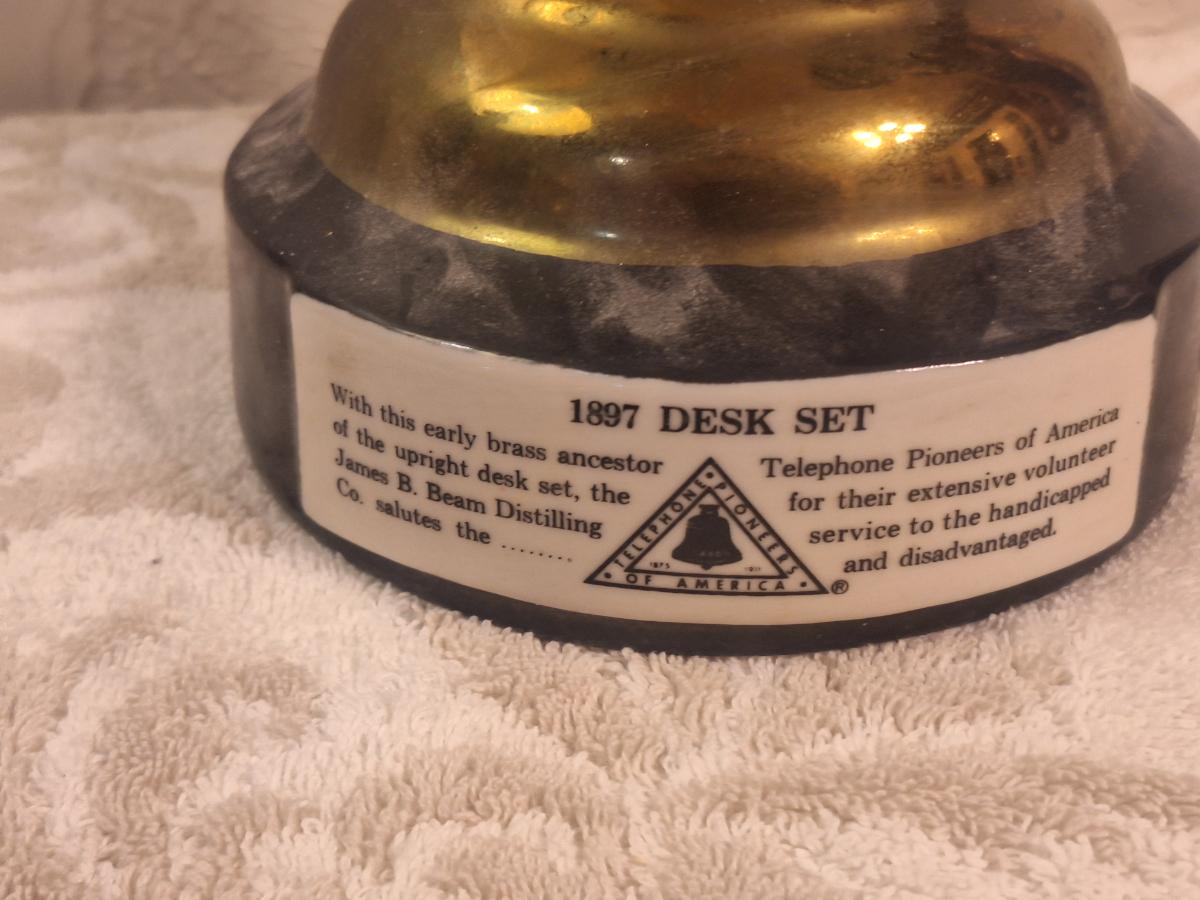 1897 DESK SET
With this early brass ancestor
of the upright desk set, the
James B. Beam Distilling
Co. salutes the ........
TELEPHONE PIONEERS
OF AMERICA
1875
®
Telephone Pioneers of America
for their extensive volunteer
service to the handicapped
and disadvantaged.